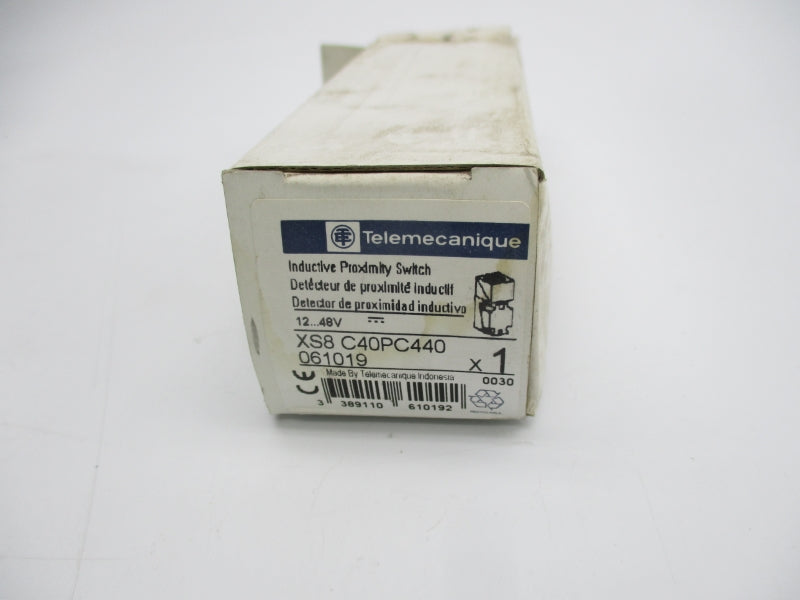 Telemecanique
Inductive Proximity Switch
Détecteur de proximité inductif
Detector de proximidad inductivo
12...48V
XS8 C40PC440
061019
x 1
Made By Telemecanique Indonesia
0030
CE
3 389110 610192